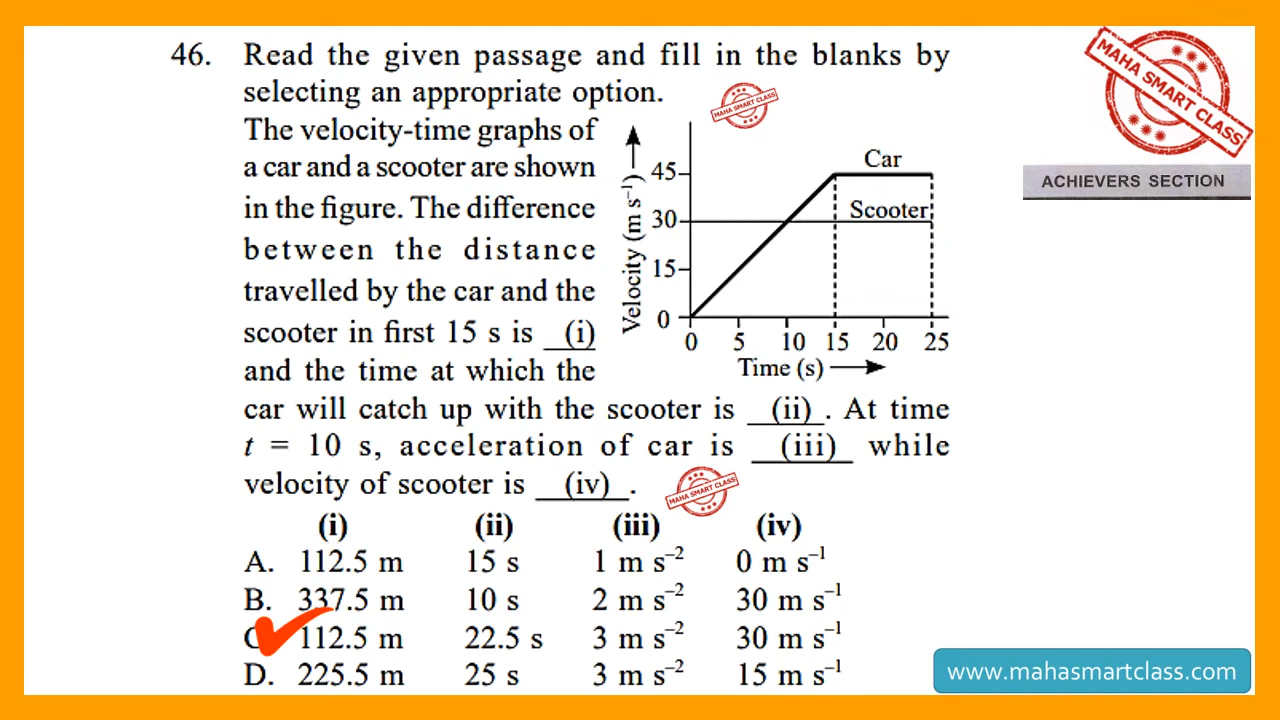 46. Read the given passage and fill in the blanks by
selecting an appropriate option.
The velocity-time graphs of
a car and a scooter are shown
in the figure. The difference
between the distance
travelled by the car and the
scooter in first 15 s is (i)
and the time at which the
car will catch up with the scooter is (ii). At time
t = 10 s, acceleration of car is (iii) while
velocity of scooter is (iv).
Velocity (m s⁻¹)
45
30
15
0
Car
Scooter
0 5 10 15 20 25
Time (s)
(i) (ii) (iii) (iv)
A. 112.5 m 15 s 1 m s⁻² 0 m s⁻¹
B. 337.5 m 10 s 2 m s⁻² 30 m s⁻¹
C 112.5 m 22.5 s 3 m s⁻² 30 m s⁻¹
D. 225.5 m 25 s 3 m s⁻² 15 m s⁻¹
MAHA SMART CLASS
MAHA SMART CLASS
MAHA SMART CLASS
ACHIEVERS SECTION
www.mahasmartclass.com